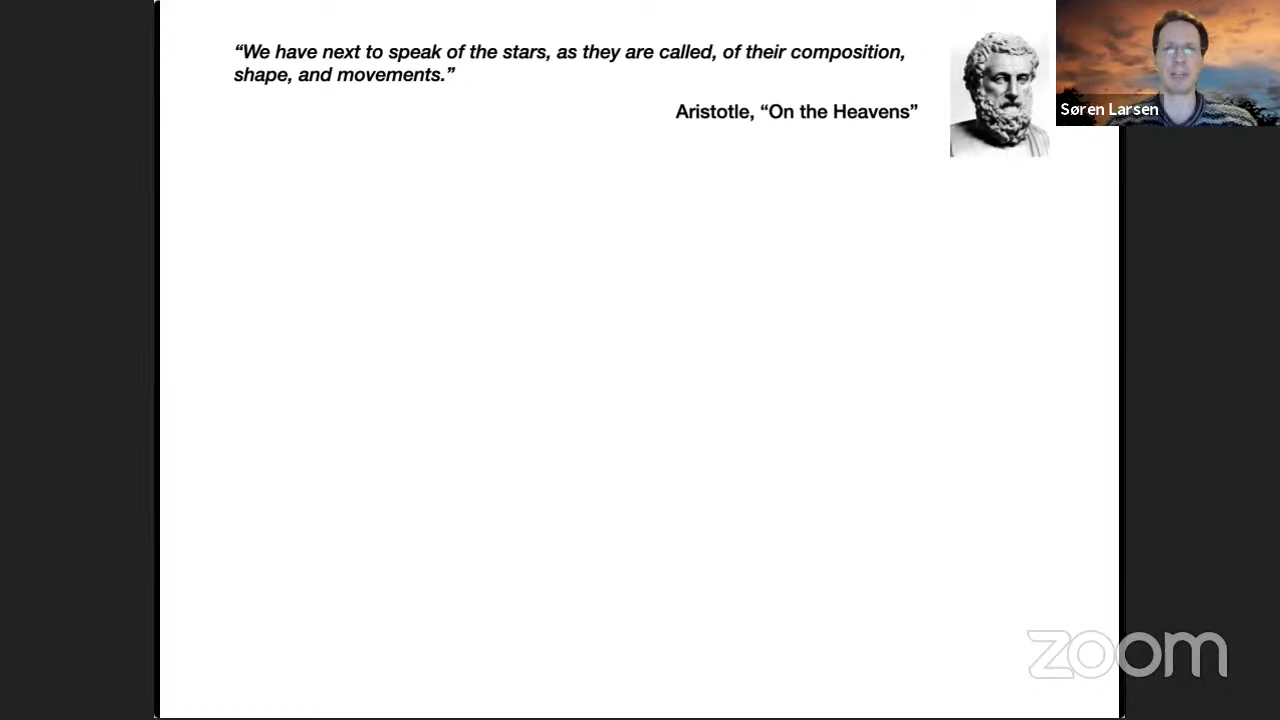 “We have next to speak of the stars, as they are called, of their composition,
shape, and movements.”
Aristotle, “On the Heavens”
Søren Larsen
zoom